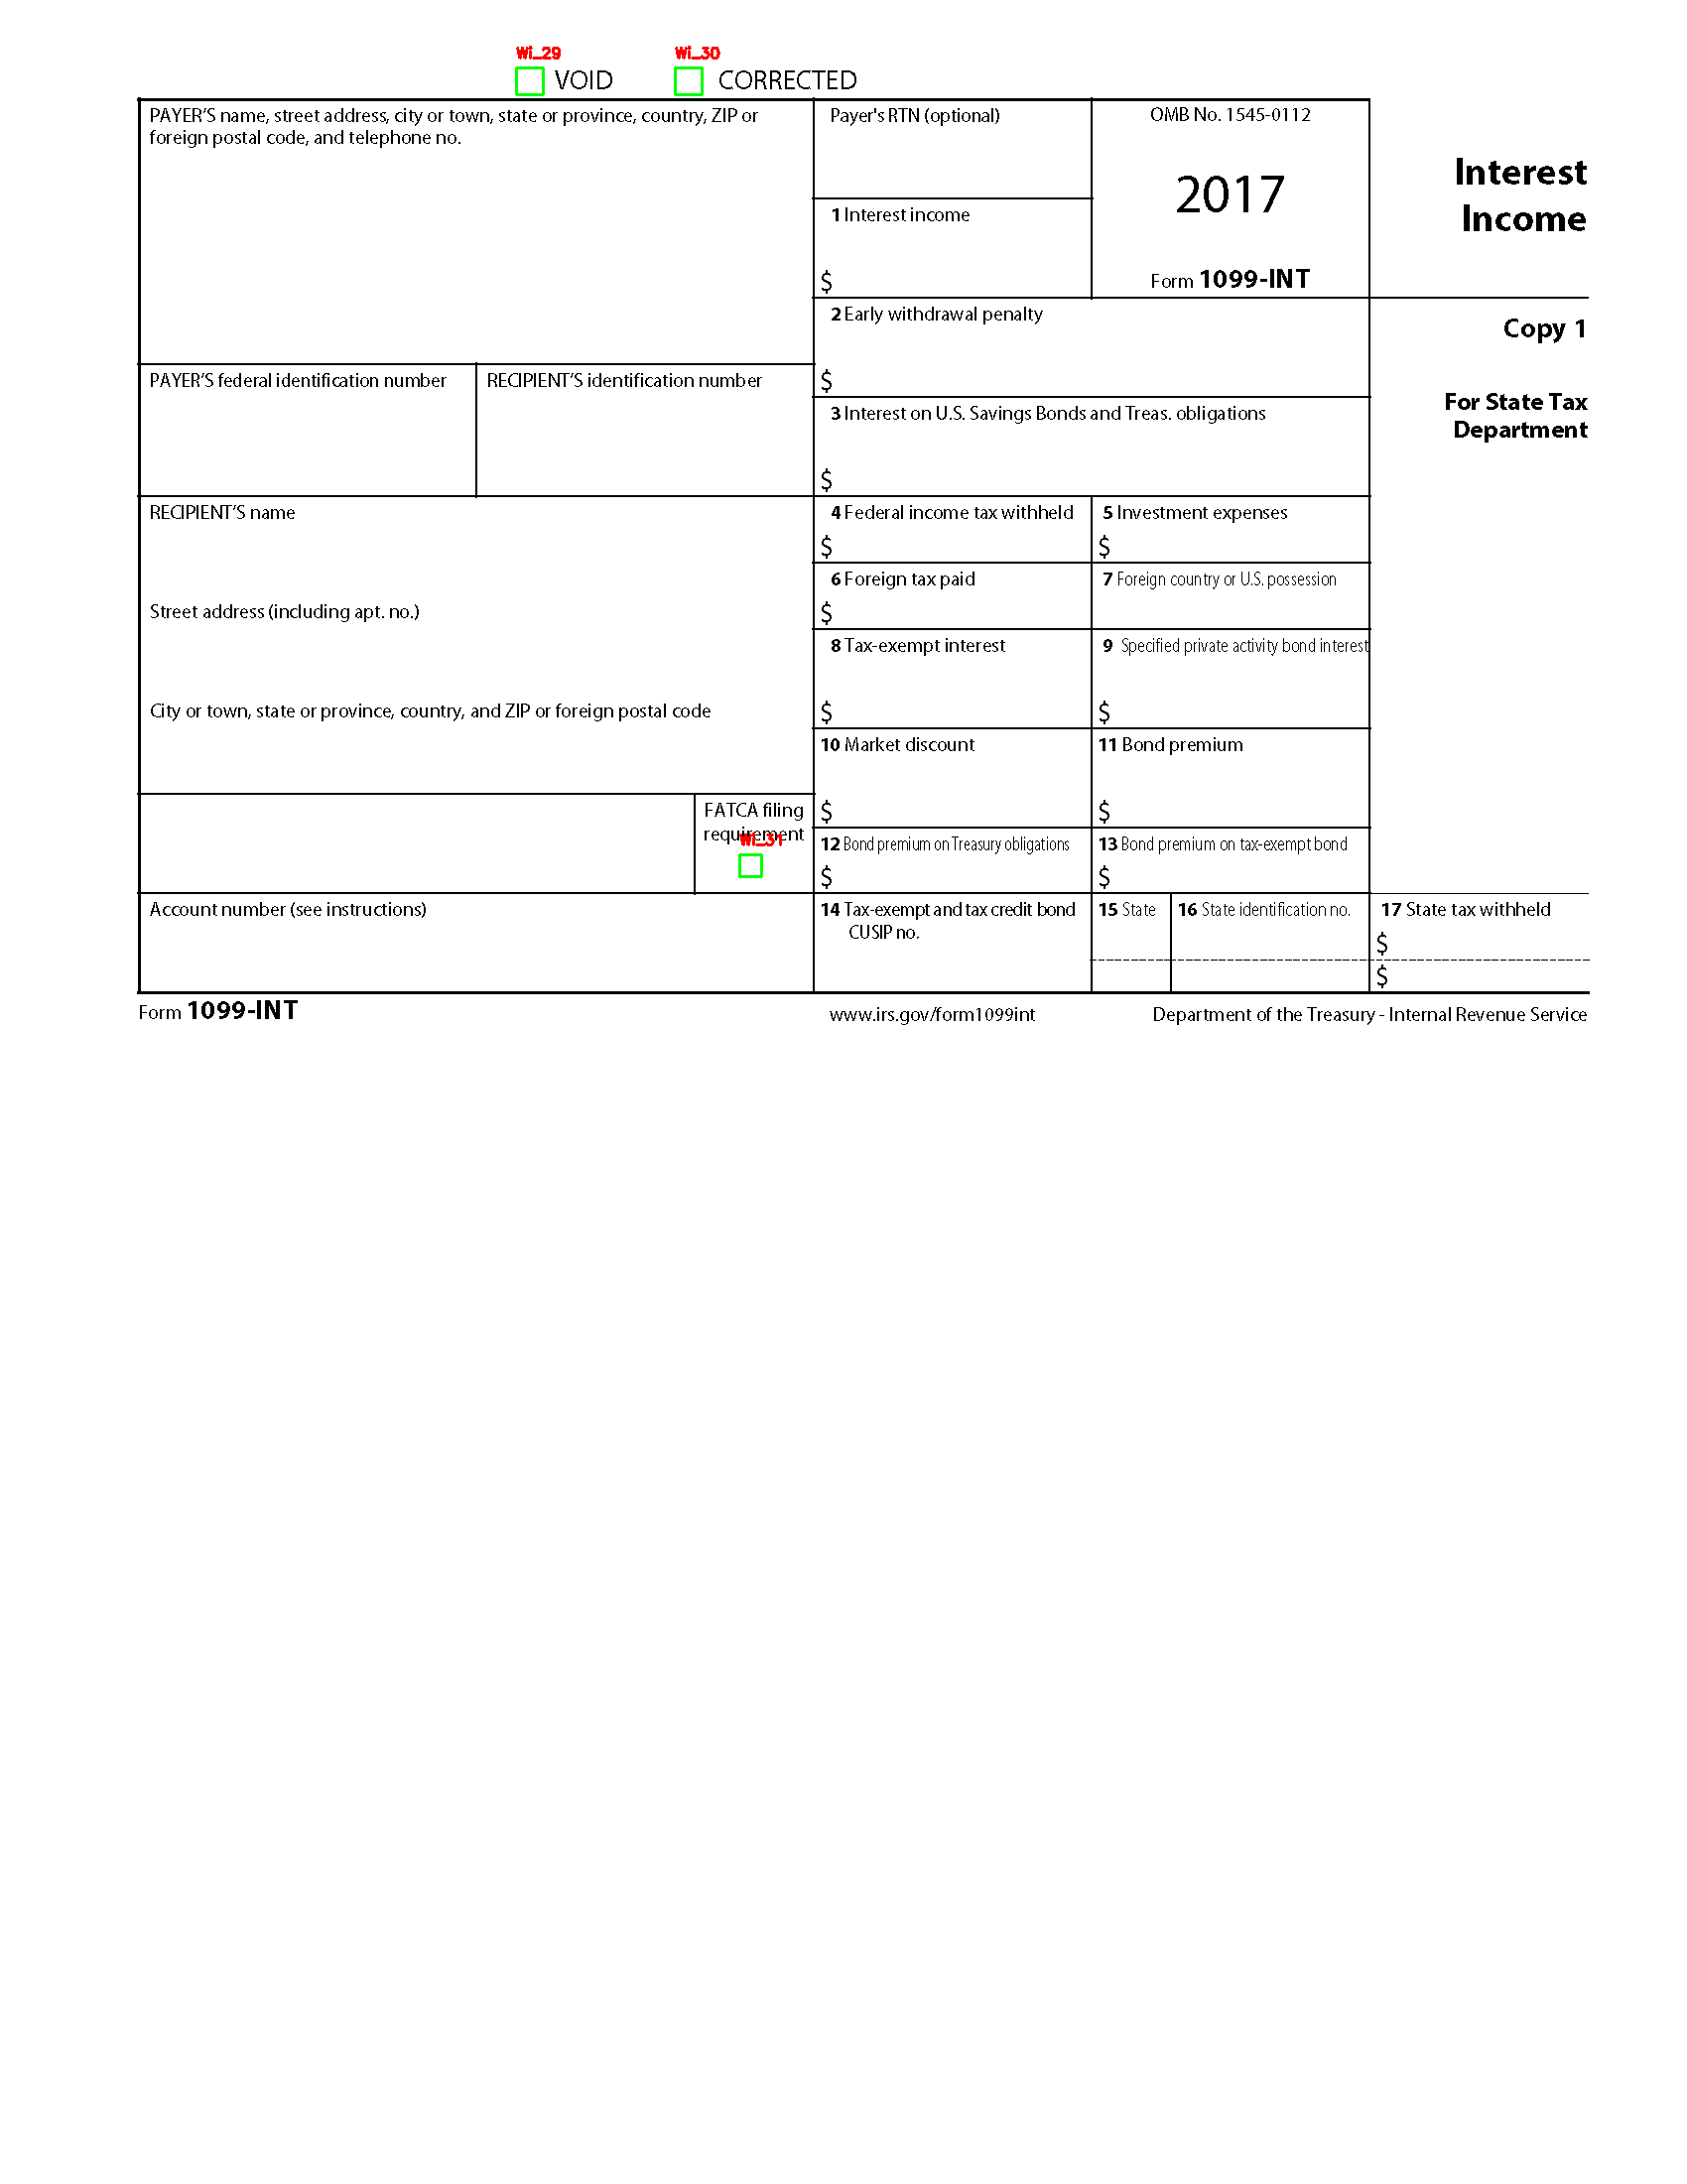 Wi_29
Wi_30
VOID
CORRECTED
PAYER'S name, street address, city or town, state or province, country, ZIP or
foreign postal code, and telephone no.
Payer's RTN (optional)
OMB No. 1545-0112
2017
Form 1099-INT
Interest
Income
1 Interest income
$
2 Early withdrawal penalty
$
Copy 1
For State Tax
Department
PAYER'S federal identification number
RECIPIENT'S identification number
3 Interest on U.S. Savings Bonds and Treas. obligations
$
RECIPIENT'S name
4 Federal income tax withheld
$
5 Investment expenses
$
6 Foreign tax paid
$
7 Foreign country or U.S. possession
Street address (including apt. no.)
8 Tax-exempt interest
$
9 Specified private activity bond interest
$
City or town, state or province, country, and ZIP or foreign postal code
10 Market discount
$
11 Bond premium
$
FATCA filing
requirement
Wi_31
12 Bond premium on Treasury obligations
$
13 Bond premium on tax-exempt bond
$
Account number (see instructions)
14 Tax-exempt and tax credit bond
CUSIP no.
15 State
16 State identification no.
17 State tax withheld
$
$
Form 1099-INT
www.irs.gov/form1099int
Department of the Treasury - Internal Revenue Service